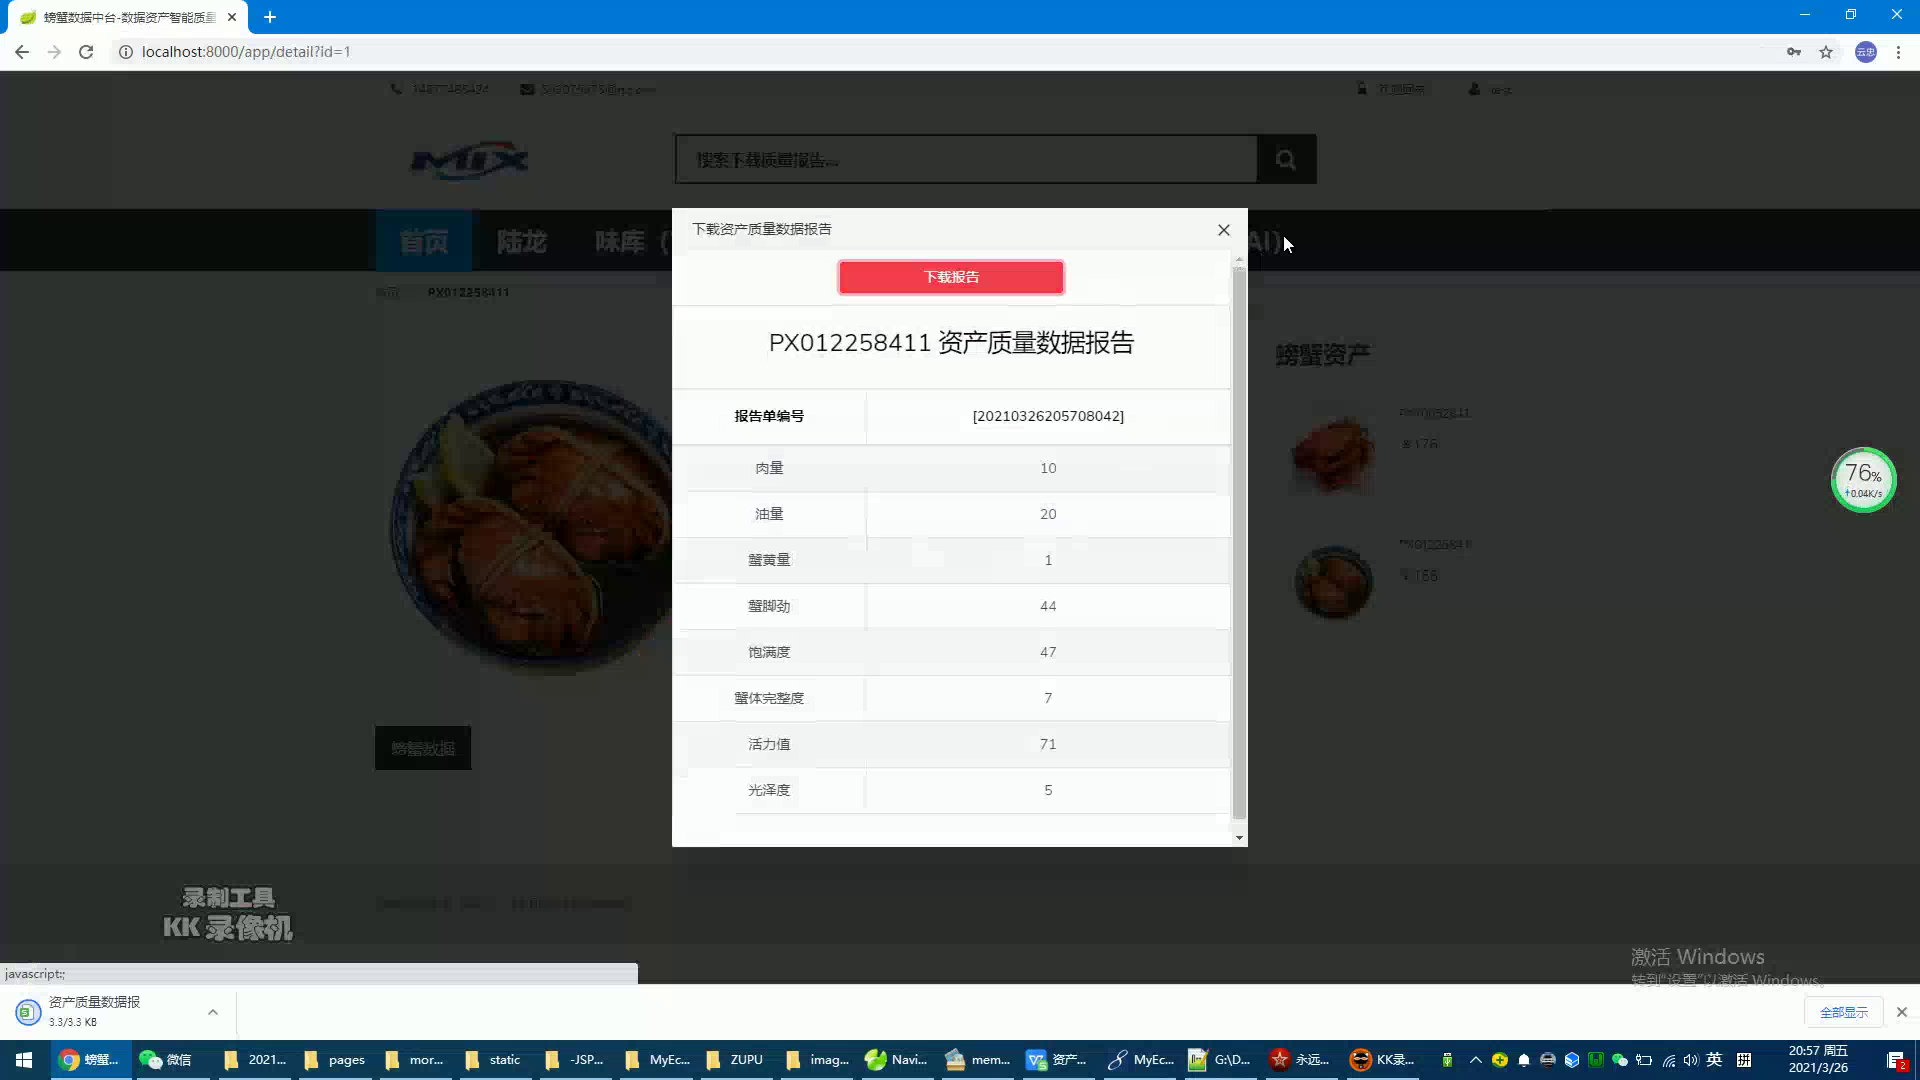 螃蟹数据中台-数据资产智能质量
localhost:8000/app/detail?id=1
云忠
MIX
搜索下载质量报告...
首页
陆龙
味库（
AI）
下载资产质量数据报告
下载报告
PX012258411
PX012258411 资产质量数据报告
报告单编号
[20210326205708042]
肉量
10
油量
20
蟹黄量
1
蟹脚劲
44
饱满度
47
蟹体完整度
7
活力值
71
光泽度
5
螃蟹资产
76%
0.04K/s
螃蟹数据
录制工具
KK 录像机
激活 Windows
转到"设置"以激活 Windows。
javascript:;
资产质量数据报
3.3/3.3 KB
全部显示
螃蟹...
微信
2021...
pages
mor...
static
-JSP...
MyEc...
ZUPU
imag...
Navi...
mem...
资产...
MyEc...
G:\D...
永远...
KK录...
英
拼
20:57 周五
2021/3/26
2